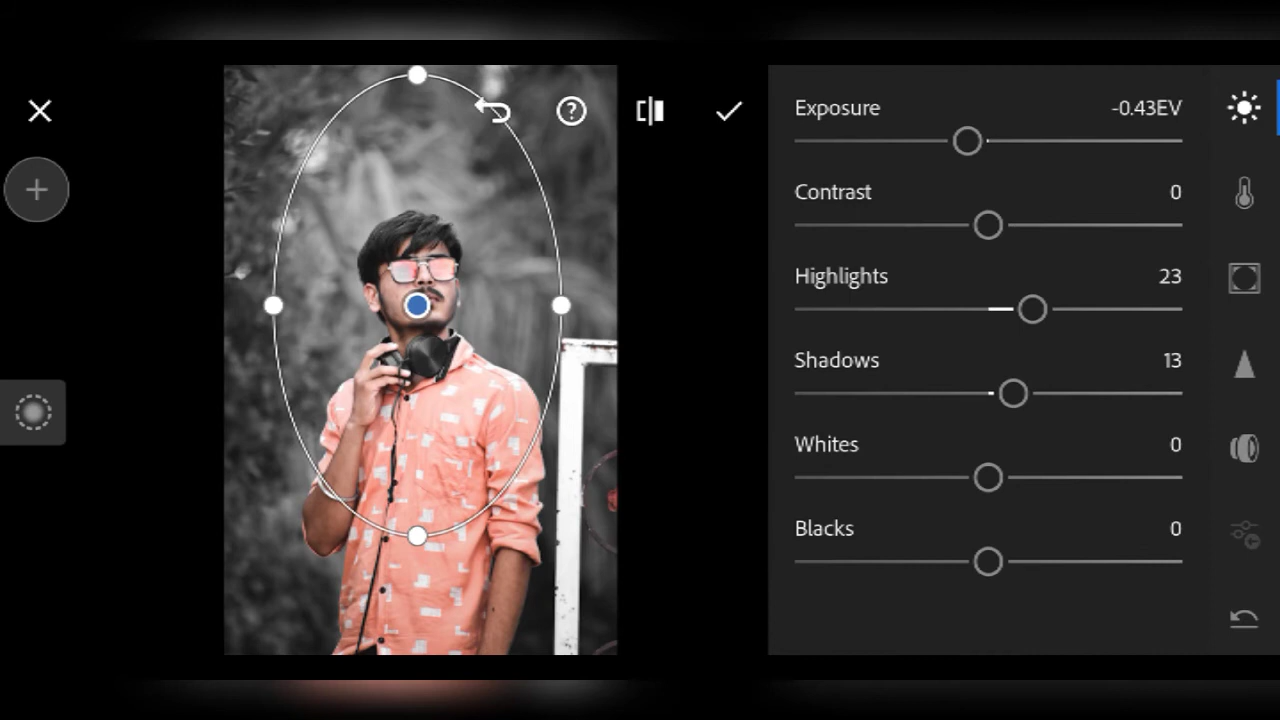 Exposure -0.43EV
Contrast 0
Highlights 23
Shadows 13
Whites 0
Blacks 0